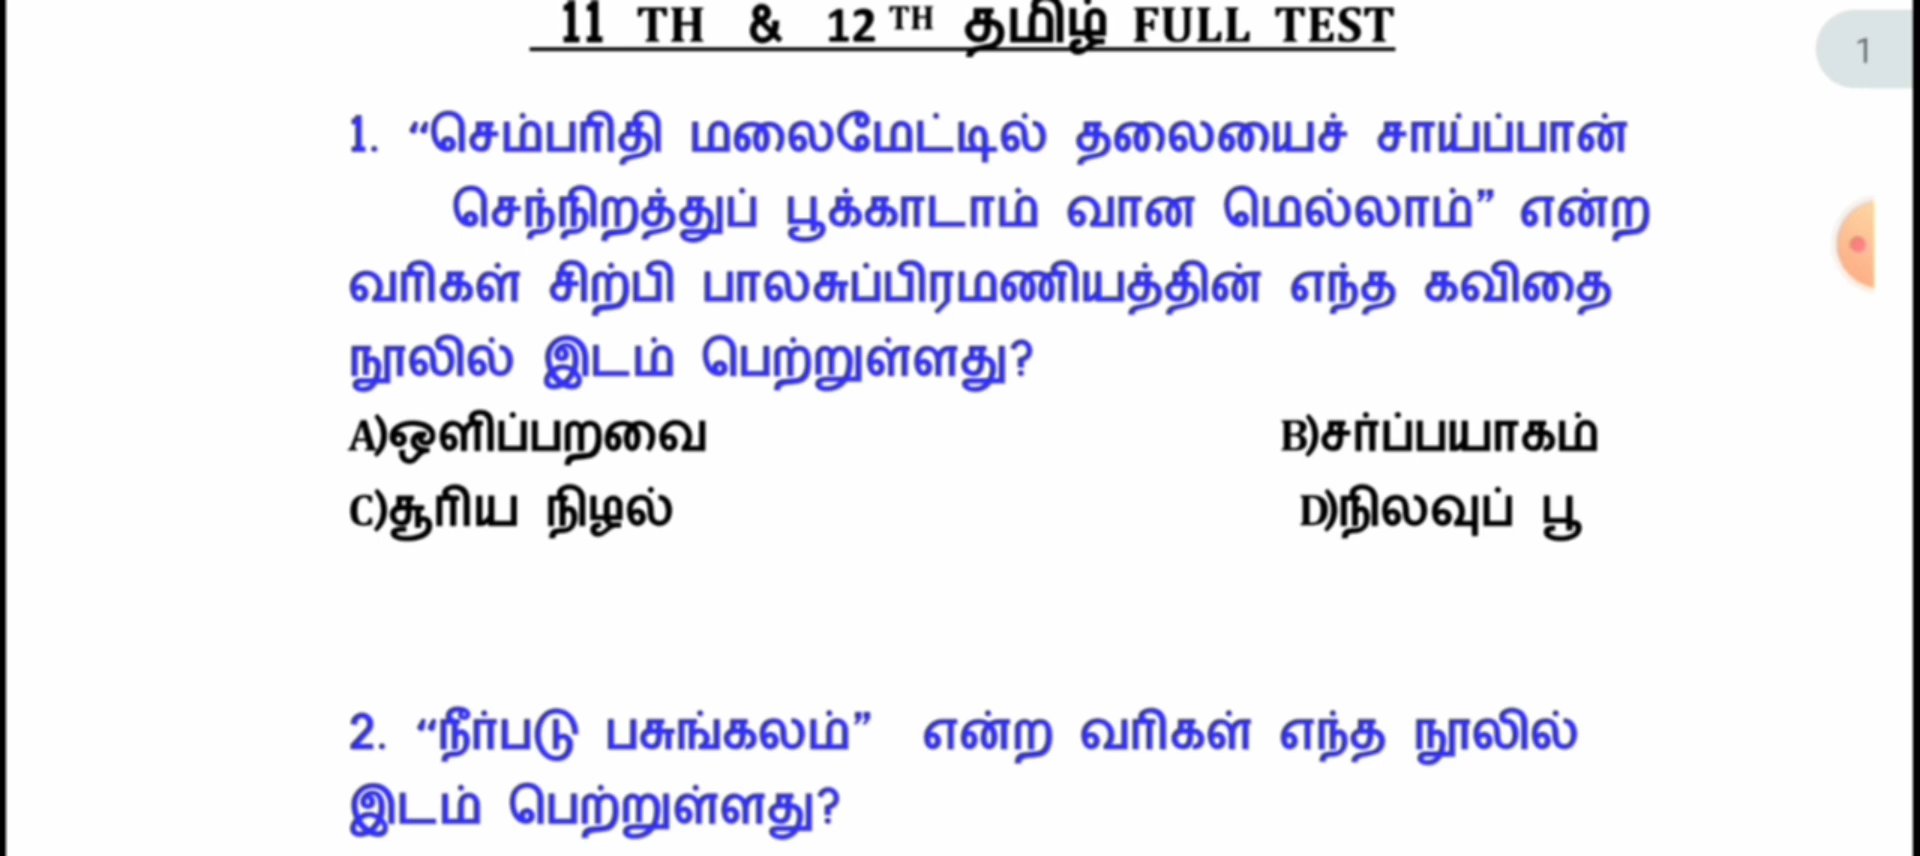 11 TH & 12 TH தமிழ் FULL TEST
1
1. “செம்பரிதி மலைமேட்டில் தலையைச் சாய்ப்பான்
செந்நிறத்துப் பூக்காடாம் வான மெல்லாம்” என்ற
வரிகள் சிற்பி பாலசுப்பிரமணியத்தின் எந்த கவிதை
நூலில் இடம் பெற்றுள்ளது?
A)ஒளிப்பறவை B)சர்ப்பயாகம்
C)சூரிய நிழல் D)நிலவுப் பூ
2. “நீர்படு பசுங்கலம்” என்ற வரிகள் எந்த நூலில்
இடம் பெற்றுள்ளது?